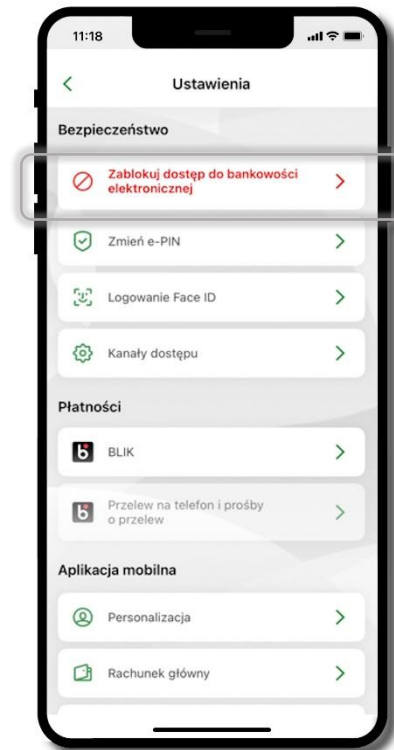 11:18
Ustawienia
Bezpieczeństwo
Zablokuj dostęp do bankowości
elektronicznej
Zmień e-PIN
Logowanie Face ID
Kanały dostępu
Płatności
BLIK
Przelew na telefon i prośby
o przelew
Aplikacja mobilna
Personalizacja
Rachunek główny